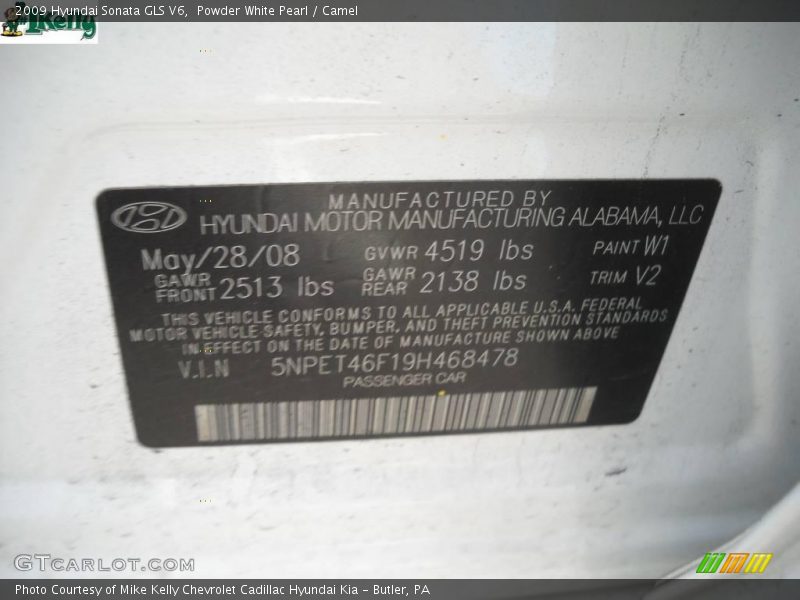 2009 Hyundai Sonata GLS V6,  Powder White Pearl / Camel
Kelly
MANUFACTURED BY
HYUNDAI MOTOR MANUFACTURING ALABAMA, LLC
May/28/08 GVWR 4519 lbs PAINT W1
GAWR FRONT 2513 lbs GAWR REAR 2138 lbs TRIM V2
THIS VEHICLE CONFORMS TO ALL APPLICABLE U.S.A. FEDERAL
MOTOR VEHICLE SAFETY, BUMPER, AND THEFT PREVENTION STANDARDS
IN EFFECT ON THE DATE OF MANUFACTURE SHOWN ABOVE
V.I.N 5NPET46F19H468478
PASSENGER CAR
GTCARLOT.COM
Photo Courtesy of Mike Kelly Chevrolet Cadillac Hyundai Kia – Butler, PA